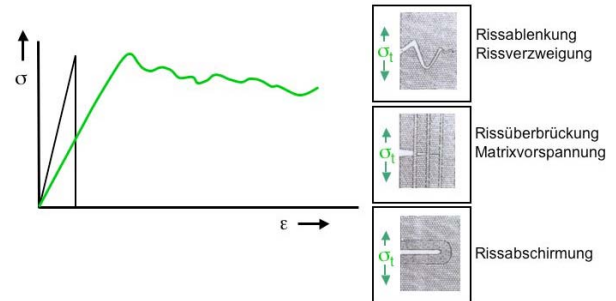 σ
ε
σt
Rissablenkung
Rissverzweigung
σt
Rissüberbrückung
Matrixvorspannung
σt
Rissabschirmung